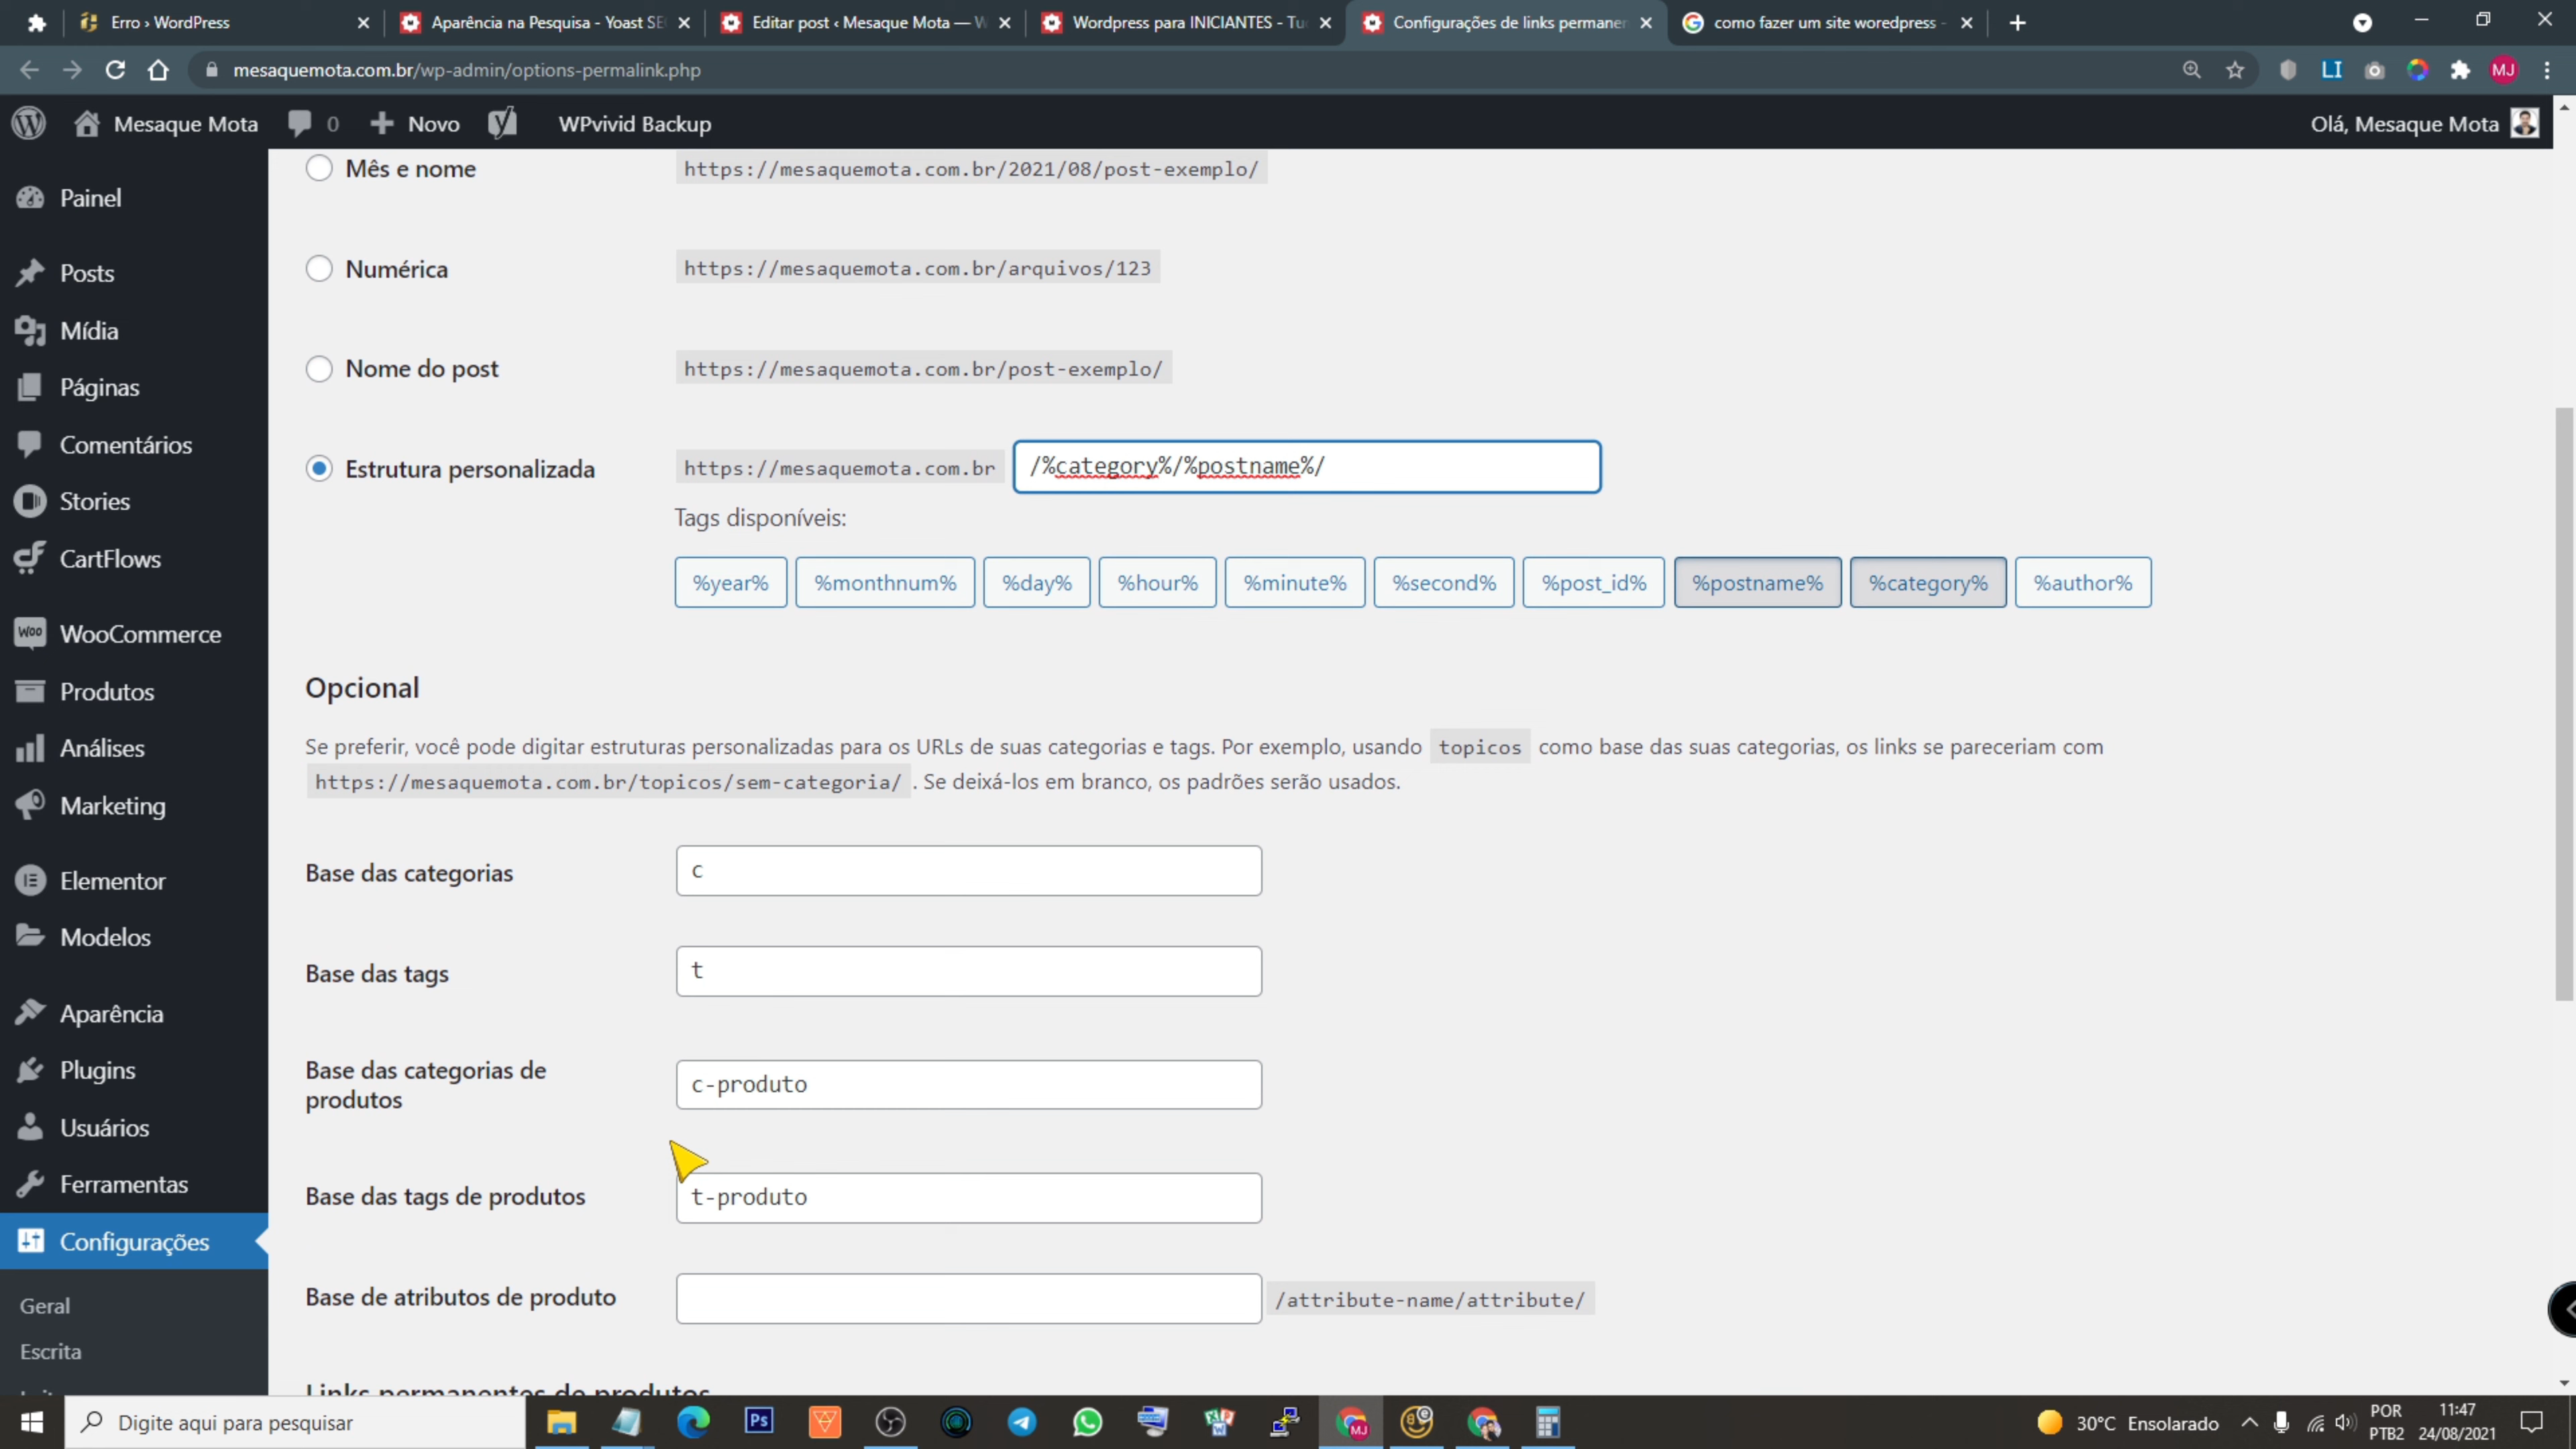 Erro › WordPress
Aparência na Pesquisa - Yoast SE
Editar post ‹ Mesaque Mota — W
Wordpress para INICIANTES - Tu
Configurações de links permanen
como fazer um site woredpress -
mesaquemota.com.br/wp-admin/options-permalink.php
LI
MJ
Mesaque Mota
0
Novo
WPvivid Backup
Olá, Mesaque Mota
Painel
Posts
Mídia
Páginas
Comentários
Stories
CartFlows
Woo
WooCommerce
Produtos
Análises
Marketing
Elementor
Modelos
Aparência
Plugins
Usuários
Ferramentas
Configurações
Geral
Escrita
Mês e nome
https://mesaquemota.com.br/2021/08/post-exemplo/
Numérica
https://mesaquemota.com.br/arquivos/123
Nome do post
https://mesaquemota.com.br/post-exemplo/
Estrutura personalizada
https://mesaquemota.com.br
/%category%/%postname%/
Tags disponíveis:
%year% %monthnum% %day% %hour% %minute% %second% %post_id% %postname% %category% %author%
Opcional
Se preferir, você pode digitar estruturas personalizadas para os URLs de suas categorias e tags. Por exemplo, usando topicos como base das suas categorias, os links se pareceriam com
https://mesaquemota.com.br/topicos/sem-categoria/ . Se deixá-los em branco, os padrões serão usados.
Base das categorias
c
Base das tags
t
Base das categorias de
produtos
c-produto
Base das tags de produtos
t-produto
Base de atributos de produto
/attribute-name/attribute/
Links permanentes de produtos
Digite aqui para pesquisar
Ps
MJ
30°C Ensolarado
POR
PTB2
11:47
24/08/2021